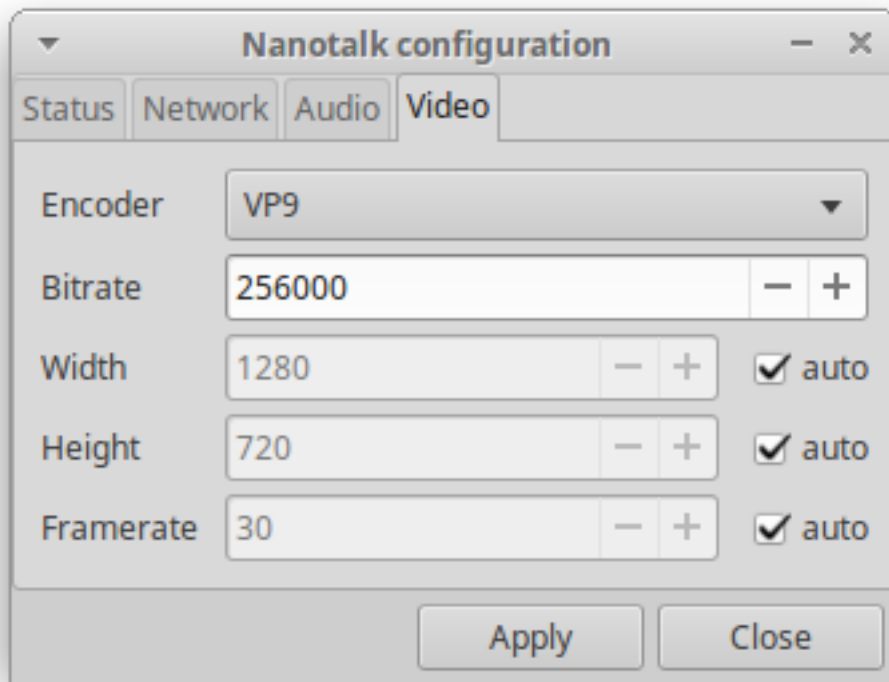 Nanotalk configuration
Status Network Audio Video
Encoder VP9
Bitrate 256000
Width 1280 auto
Height 720 auto
Framerate 30 auto
Apply Close